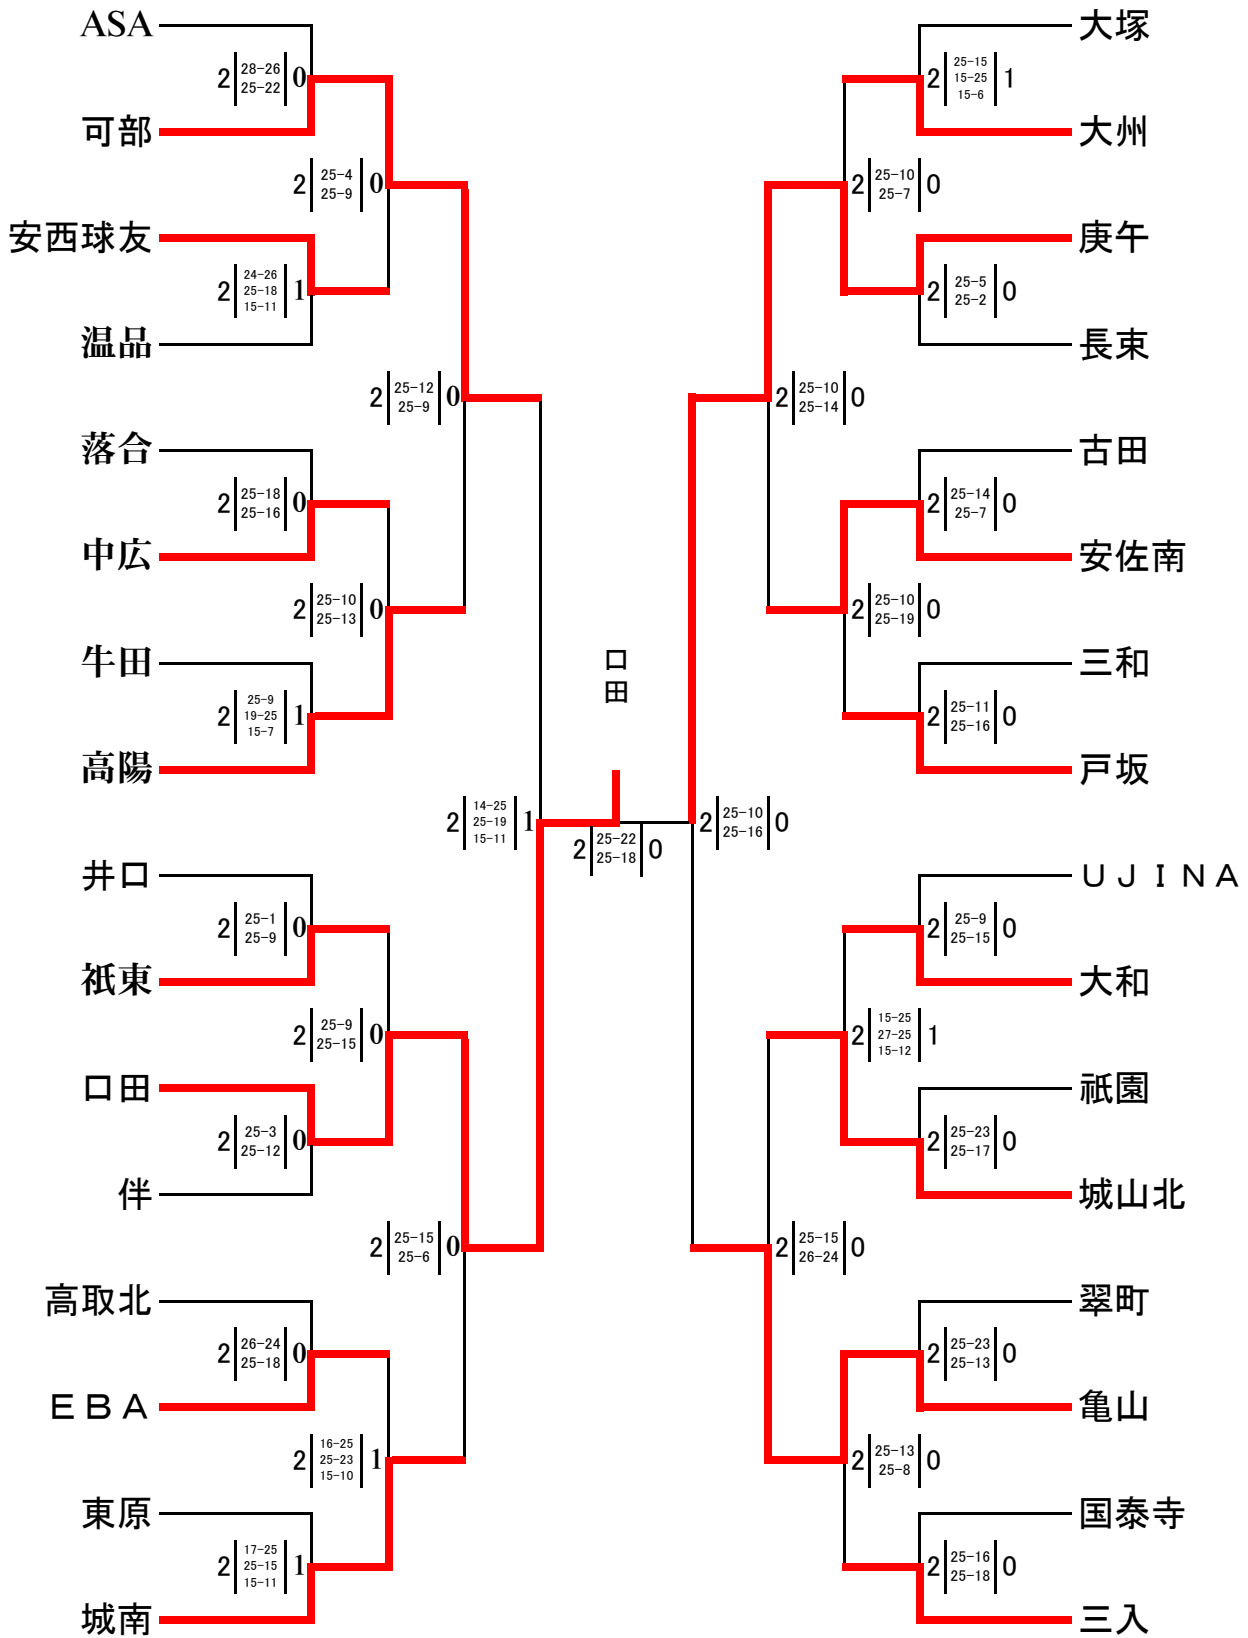 ASA
大塚
2 28-26 0
25-22
2 25-15 1
15-25
15-6
可部
大州
2 25-4 0
25-9
2 25-10 0
25-7
安西球友
庚午
2 24-26 1
25-18
15-11
2 25-5 0
25-2
温品
長束
2 25-12 0
25-9
2 25-10 0
25-14
落合
古田
2 25-18 0
25-16
2 25-14 0
25-7
中広
安佐南
2 25-10 0
25-13
2 25-10 0
25-19
牛田
口田
三和
2 25-9 1
19-25
15-7
2 25-11 0
25-16
高陽
戸坂
2 14-25 1
25-19
15-11
2 25-22 0
25-18
2 25-10 0
25-16
井口
ＵＪＩＮＡ
2 25-1 0
25-9
2 25-9 0
25-15
祇東
大和
2 25-9 0
25-15
2 15-25 1
27-25
15-12
口田
祇園
2 25-3 0
25-12
2 25-23 0
25-17
伴
城山北
2 25-15 0
25-6
2 25-15 0
26-24
高取北
翠町
2 26-24 0
25-18
2 25-23 0
25-13
ＥＢＡ
亀山
2 16-25 1
25-23
15-10
2 25-13 0
25-8
東原
国泰寺
2 17-25 1
25-15
15-11
2 25-16 0
25-18
城南
三入